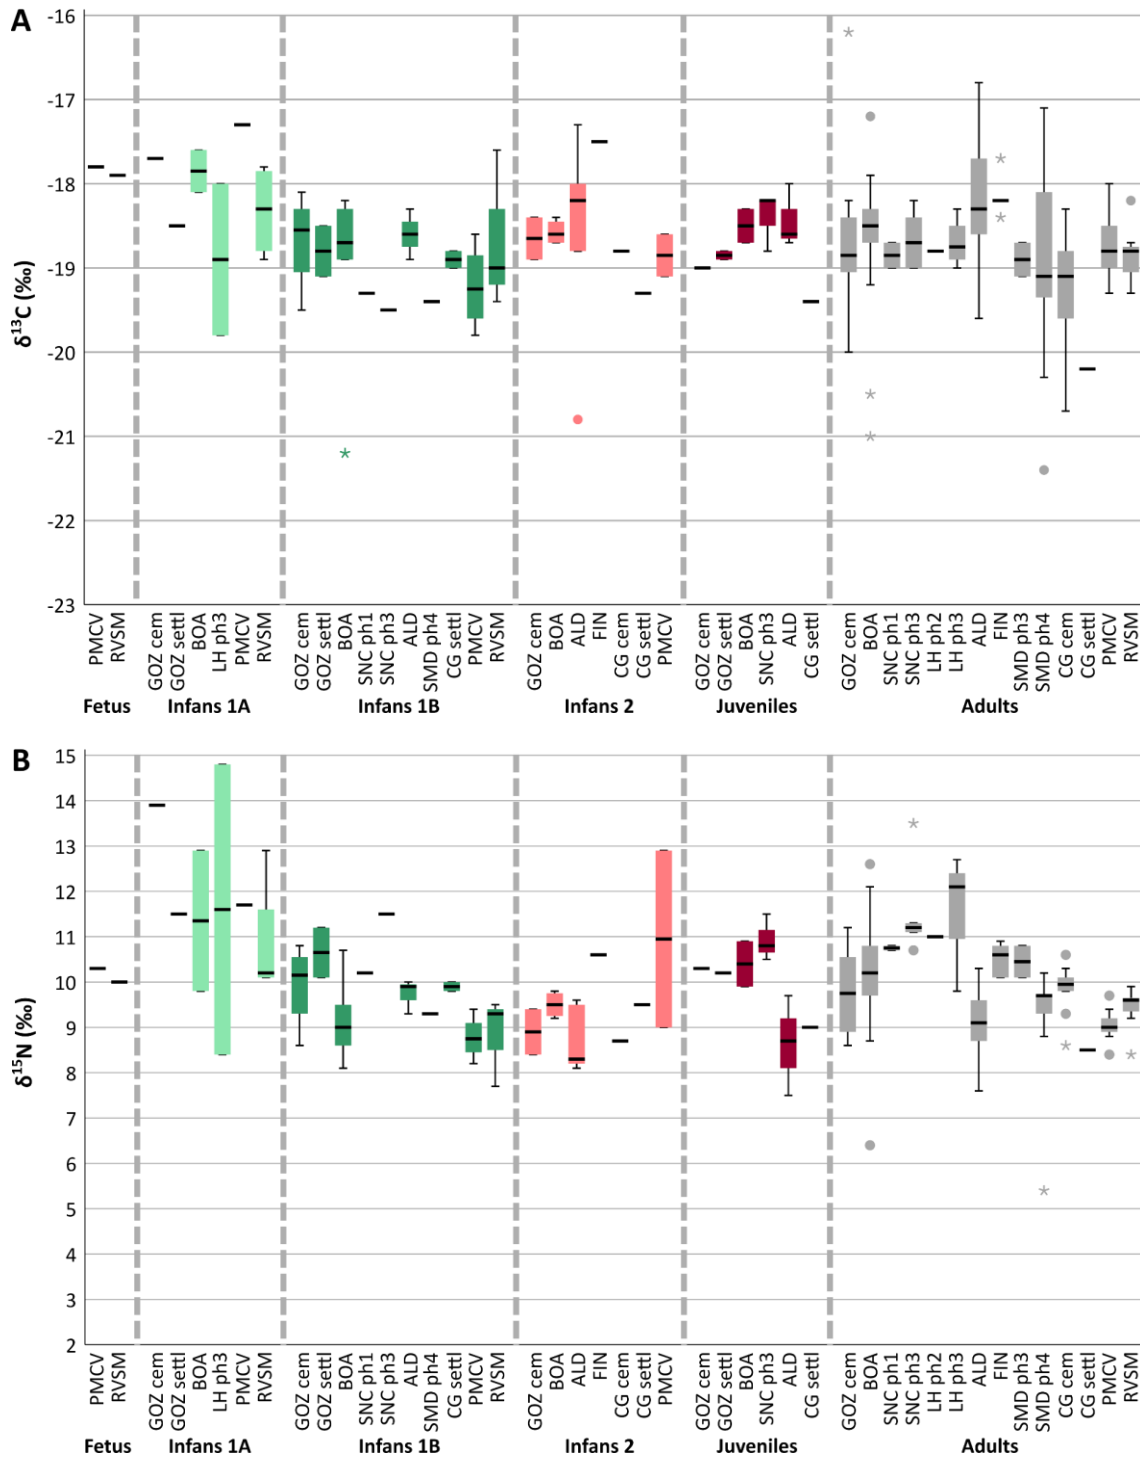 A
-16
-17
-18
-19
-20
-21
-22
-23
δ13C (‰)
PMCV
RVSM
GOZ cem
GOZ settl
BOA
LH ph3
PMCV
RVSM
GOZ cem
GOZ settl
BOA
SNC ph1
SNC ph3
ALD
SMD ph4
CG settl
PMCV
RVSM
GOZ cem
BOA
ALD
FIN
CG cem
CG settl
PMCV
GOZ cem
GOZ settl
BOA
SNC ph3
ALD
CG settl
GOZ cem
BOA
SNC ph1
SNC ph3
LH ph2
LH ph3
ALD
FIN
SMD ph3
SMD ph4
CG cem
CG settl
PMCV
RVSM
Fetus Infans 1A Infans 1B Infans 2 Juveniles Adults
B
15
14
13
12
11
10
9
8
7
6
5
4
3
2
δ15N (‰)
PMCV
RVSM
GOZ cem
GOZ settl
BOA
LH ph3
PMCV
RVSM
GOZ cem
GOZ settl
BOA
SNC ph1
SNC ph3
ALD
SMD ph4
CG settl
PMCV
RVSM
GOZ cem
BOA
ALD
FIN
CG cem
CG settl
PMCV
GOZ cem
GOZ settl
BOA
SNC ph3
ALD
CG settl
GOZ cem
BOA
SNC ph1
SNC ph3
LH ph2
LH ph3
ALD
FIN
SMD ph3
SMD ph4
CG cem
CG settl
PMCV
RVSM
Fetus Infans 1A Infans 1B Infans 2 Juveniles Adults